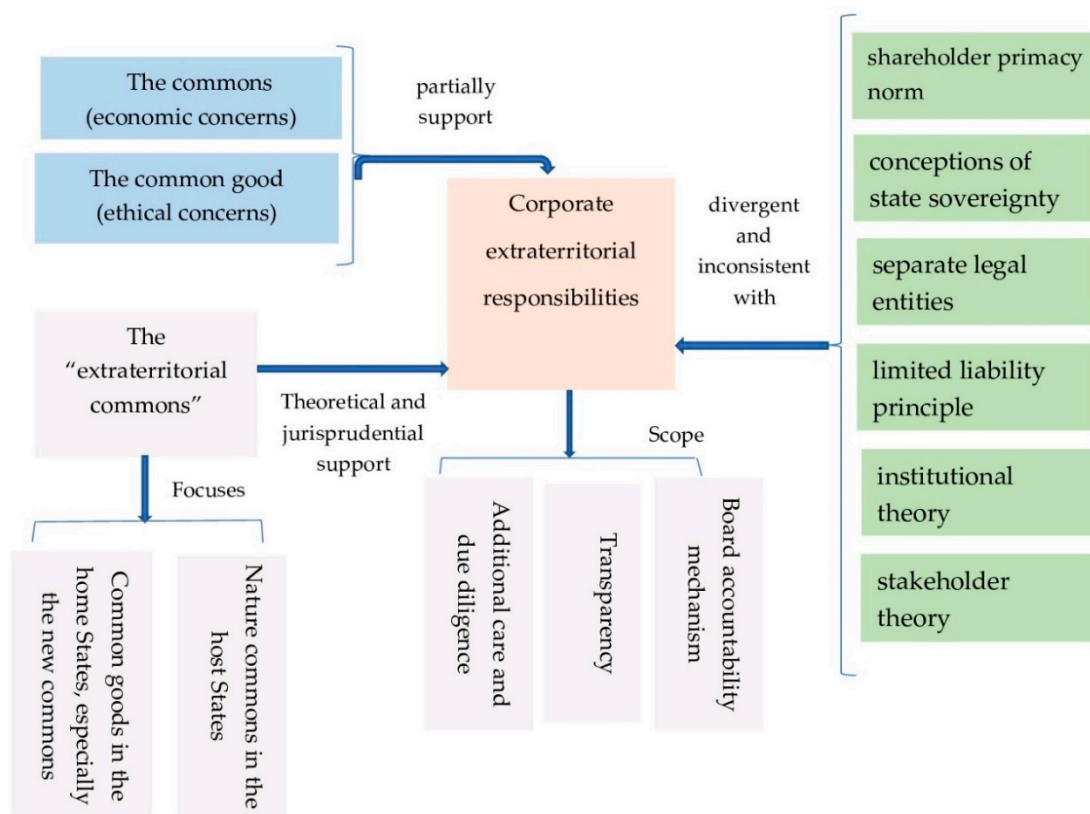 The commons
(economic concerns)
The common good
(ethical concerns)
partially
support
Corporate
extraterritorial
responsibilities
divergent
and
inconsistent
with
shareholder primacy
norm
conceptions of
state sovereignty
separate legal
entities
limited liability
principle
institutional
theory
stakeholder
theory
The
“extraterritorial
commons”
Theoretical and
jurisprudential
support
Scope
Focuses
Common goods in the
home States, especially
the new commons
Nature commons in the
host States
Additional care and
due diligence
Transparency
Board accountability
mechanism